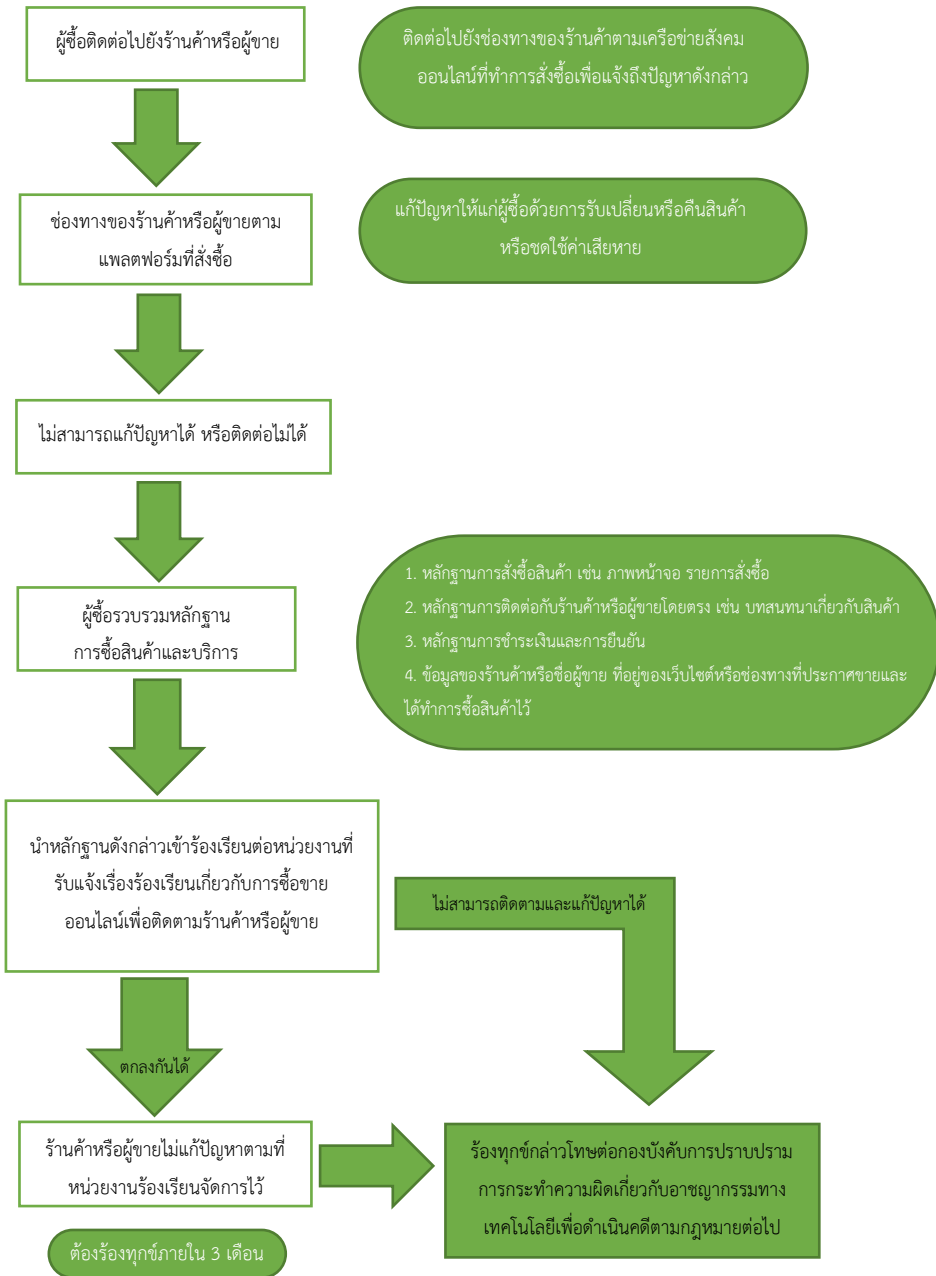 ผู้ซื้อติดต่อไปยังร้านค้าหรือผู้ขาย
ติดต่อไปยังช่องทางของร้านค้าตามเครือข่ายสังคม
ออนไลน์ที่ทำการสั่งซื้อเพื่อแจ้งถึงปัญหาดังกล่าว
ช่องทางของร้านค้าหรือผู้ขายตาม
แพลตฟอร์มที่สั่งซื้อ
แก้ปัญหาให้แก่ผู้ซื้อด้วยการรับเปลี่ยนหรือคืนสินค้า
หรือชดใช้ค่าเสียหาย
ไม่สามารถแก้ปัญหาได้ หรือติดต่อไม่ได้
ผู้ซื้อรวบรวมหลักฐาน
การซื้อสินค้าและบริการ
1. หลักฐานการสั่งซื้อสินค้า เช่น ภาพหน้าจอ รายการสั่งซื้อ
2. หลักฐานการติดต่อกับร้านค้าหรือผู้ขายโดยตรง เช่น บทสนทนาเกี่ยวกับสินค้า
3. หลักฐานการชำระเงินและการยืนยัน
4. ข้อมูลของร้านค้าหรือชื่อผู้ขาย ที่อยู่ของเว็บไซต์หรือช่องทางที่ประกาศขายและ
ได้ทำการซื้อสินค้าไว้
นำหลักฐานดังกล่าวเข้าร้องเรียนต่อหน่วยงานที่
รับแจ้งเรื่องร้องเรียนเกี่ยวกับการซื้อขาย
ออนไลน์เพื่อติดตามร้านค้าหรือผู้ขาย
ไม่สามารถติดตามและแก้ปัญหาได้
ตกลงกันได้
ร้านค้าหรือผู้ขายไม่แก้ปัญหาตามที่
หน่วยงานร้องเรียนจัดการไว้
ร้องทุกข์กล่าวโทษต่อกองบังคับการปราบปราม
การกระทำความผิดเกี่ยวกับอาชญากรรมทาง
เทคโนโลยีเพื่อดำเนินคดีตามกฎหมายต่อไป
ต้องร้องทุกข์ภายใน 3 เดือน